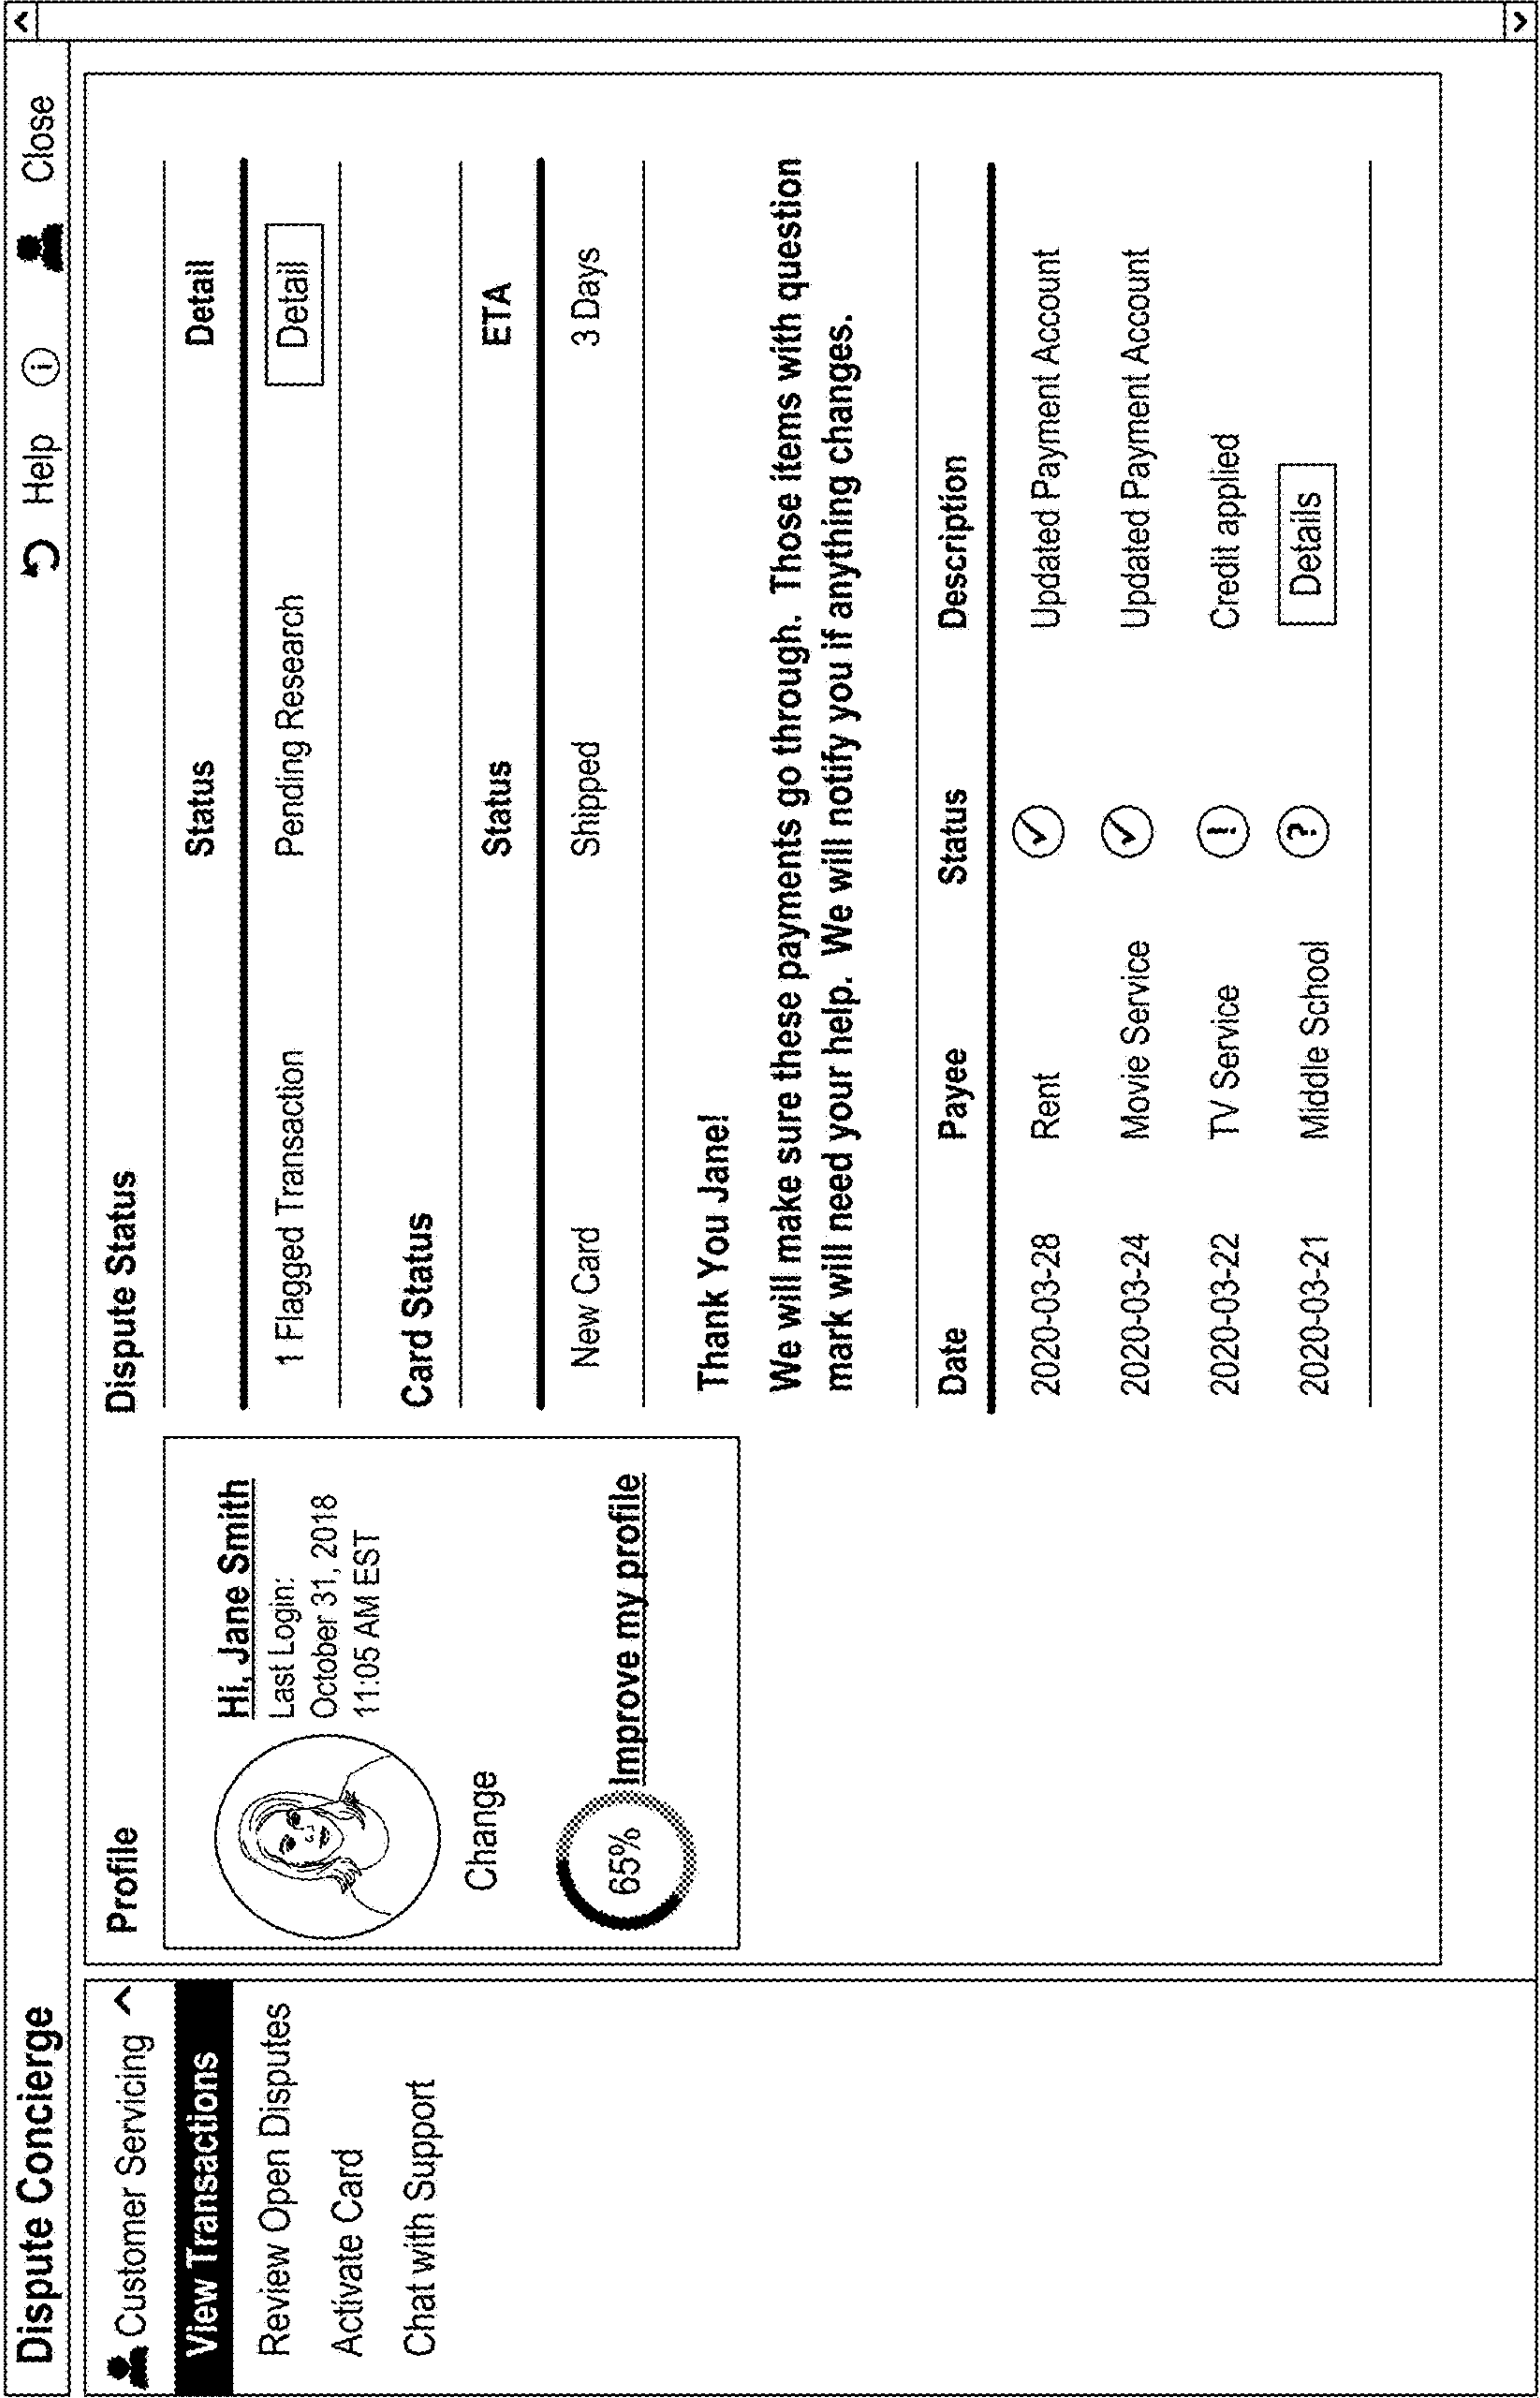 Dispute Concierge
Help i Close
Customer Servicing
View Transactions
Review Open Disputes
Activate Card
Chat with Support
Profile
Hi, Jane Smith
Last Login:
October 31, 2018
11:05 AM EST
Change
65% Improve my profile
Dispute Status
Status Detail
1 Flagged Transaction Pending Research Detail
Card Status
Status ETA
New Card Shipped 3 Days
Thank You Jane!
We will make sure these payments go through. Those items with question
mark will need your help. We will notify you if anything changes.
Date Payee Status Description
2020-03-28 Rent ✓ Updated Payment Account
2020-03-24 Movie Service ✓ Updated Payment Account
2020-03-22 TV Service ! Credit applied
2020-03-21 Middle School ? Details